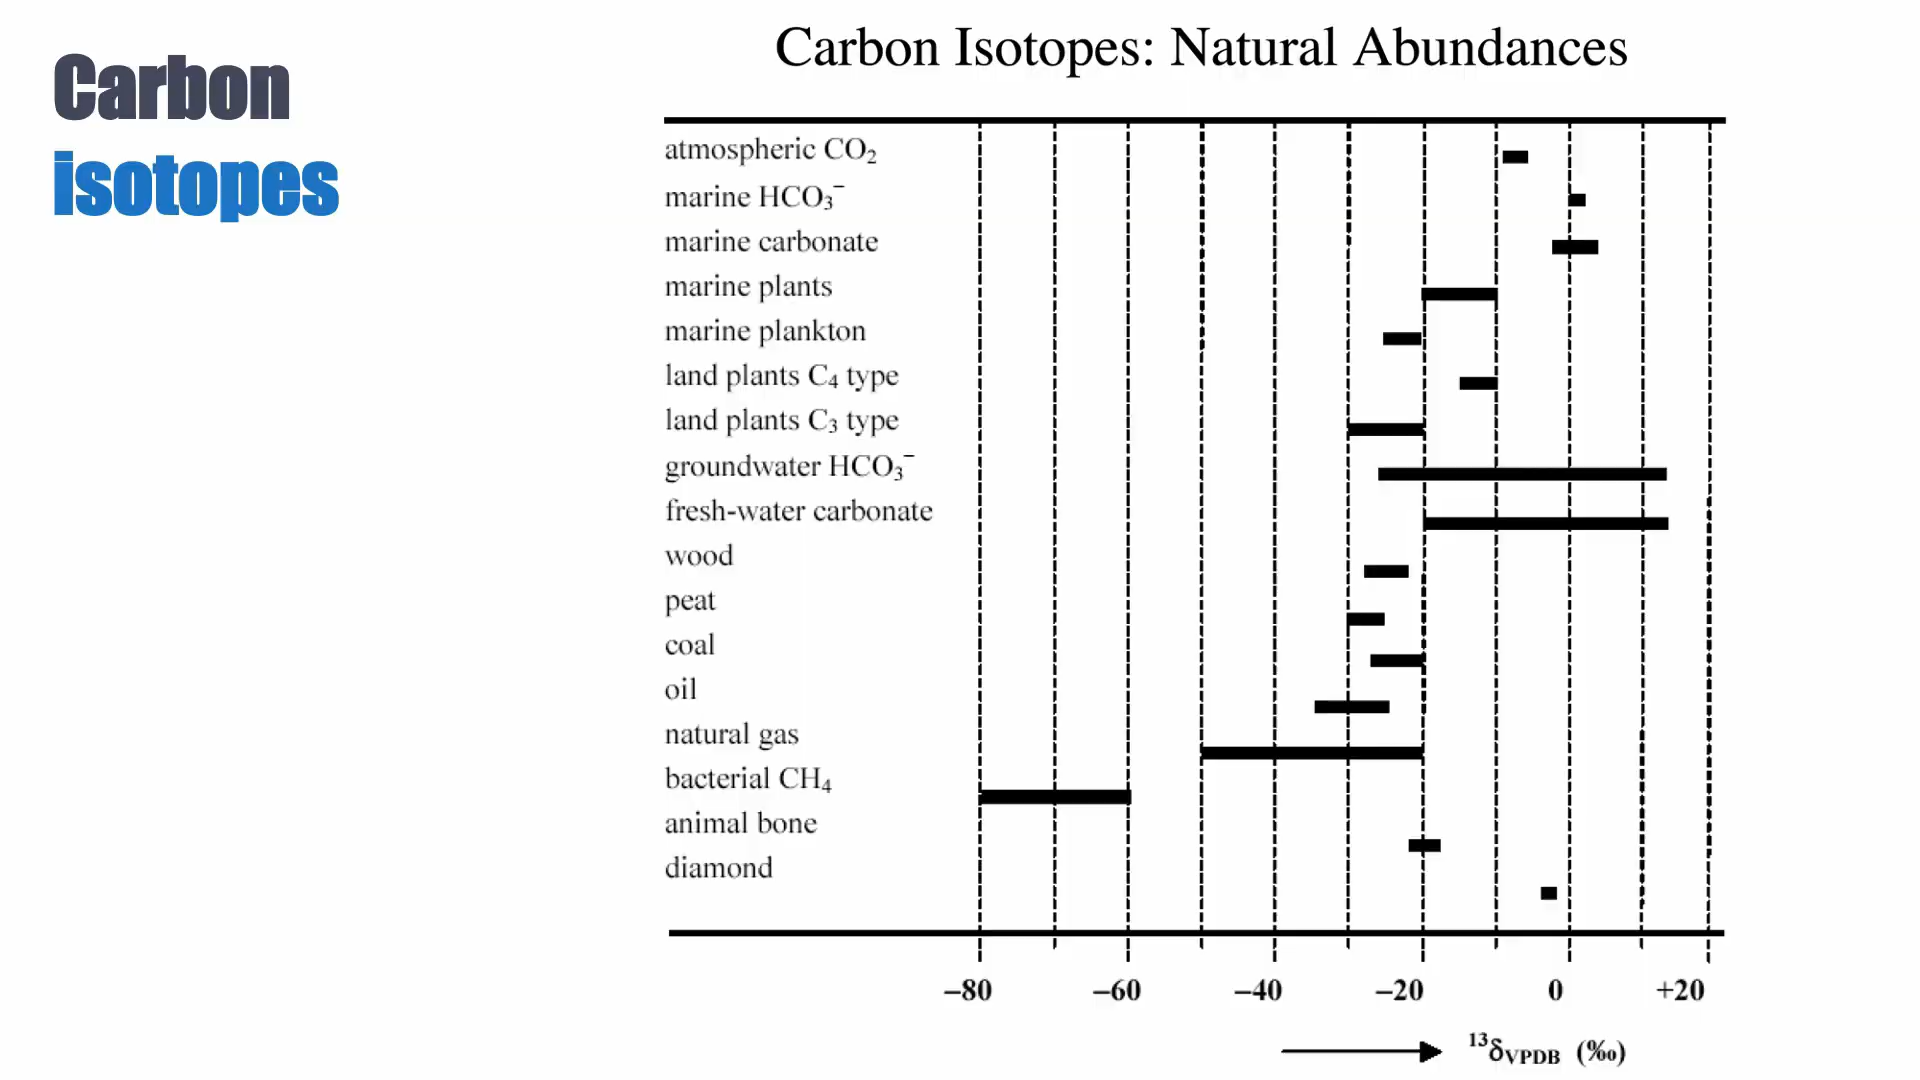 Carbon
isotopes
Carbon Isotopes: Natural Abundances
atmospheric CO₂
marine HCO₃⁻
marine carbonate
marine plants
marine plankton
land plants C₄ type
land plants C₃ type
groundwater HCO₃⁻
fresh-water carbonate
wood
peat
coal
oil
natural gas
bacterial CH₄
animal bone
diamond
–80 –60 –40 –20 0 +20
¹³δVPDB (‰)